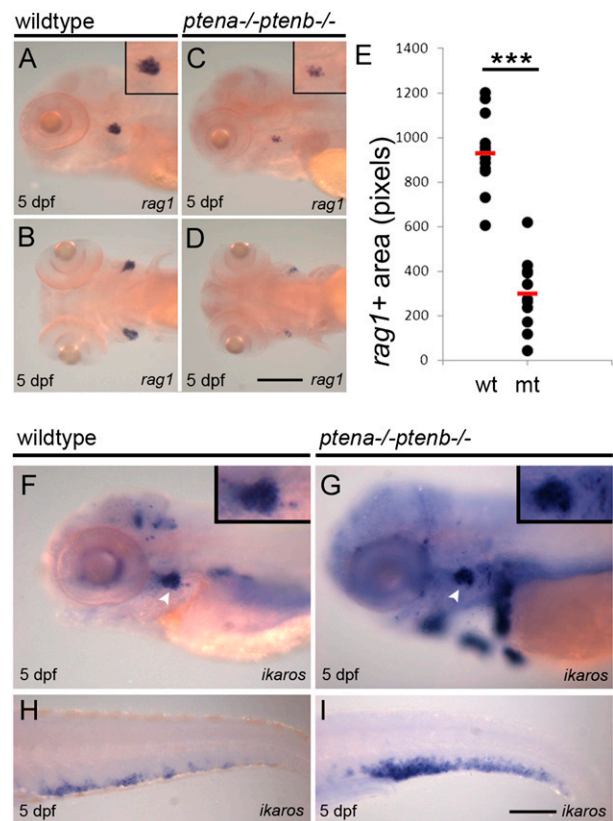 wildtype
ptena-/-ptenb-/-
A
5 dpf
rag1
C
5 dpf
rag1
B
5 dpf
rag1
D
5 dpf
rag1
E
1400
1200
1000
800
600
400
200
0
rag1+ area (pixels)
***
wt
mt
wildtype
ptena-/-ptenb-/-
F
5 dpf
ikaros
G
5 dpf
ikaros
H
5 dpf
ikaros
I
5 dpf
ikaros